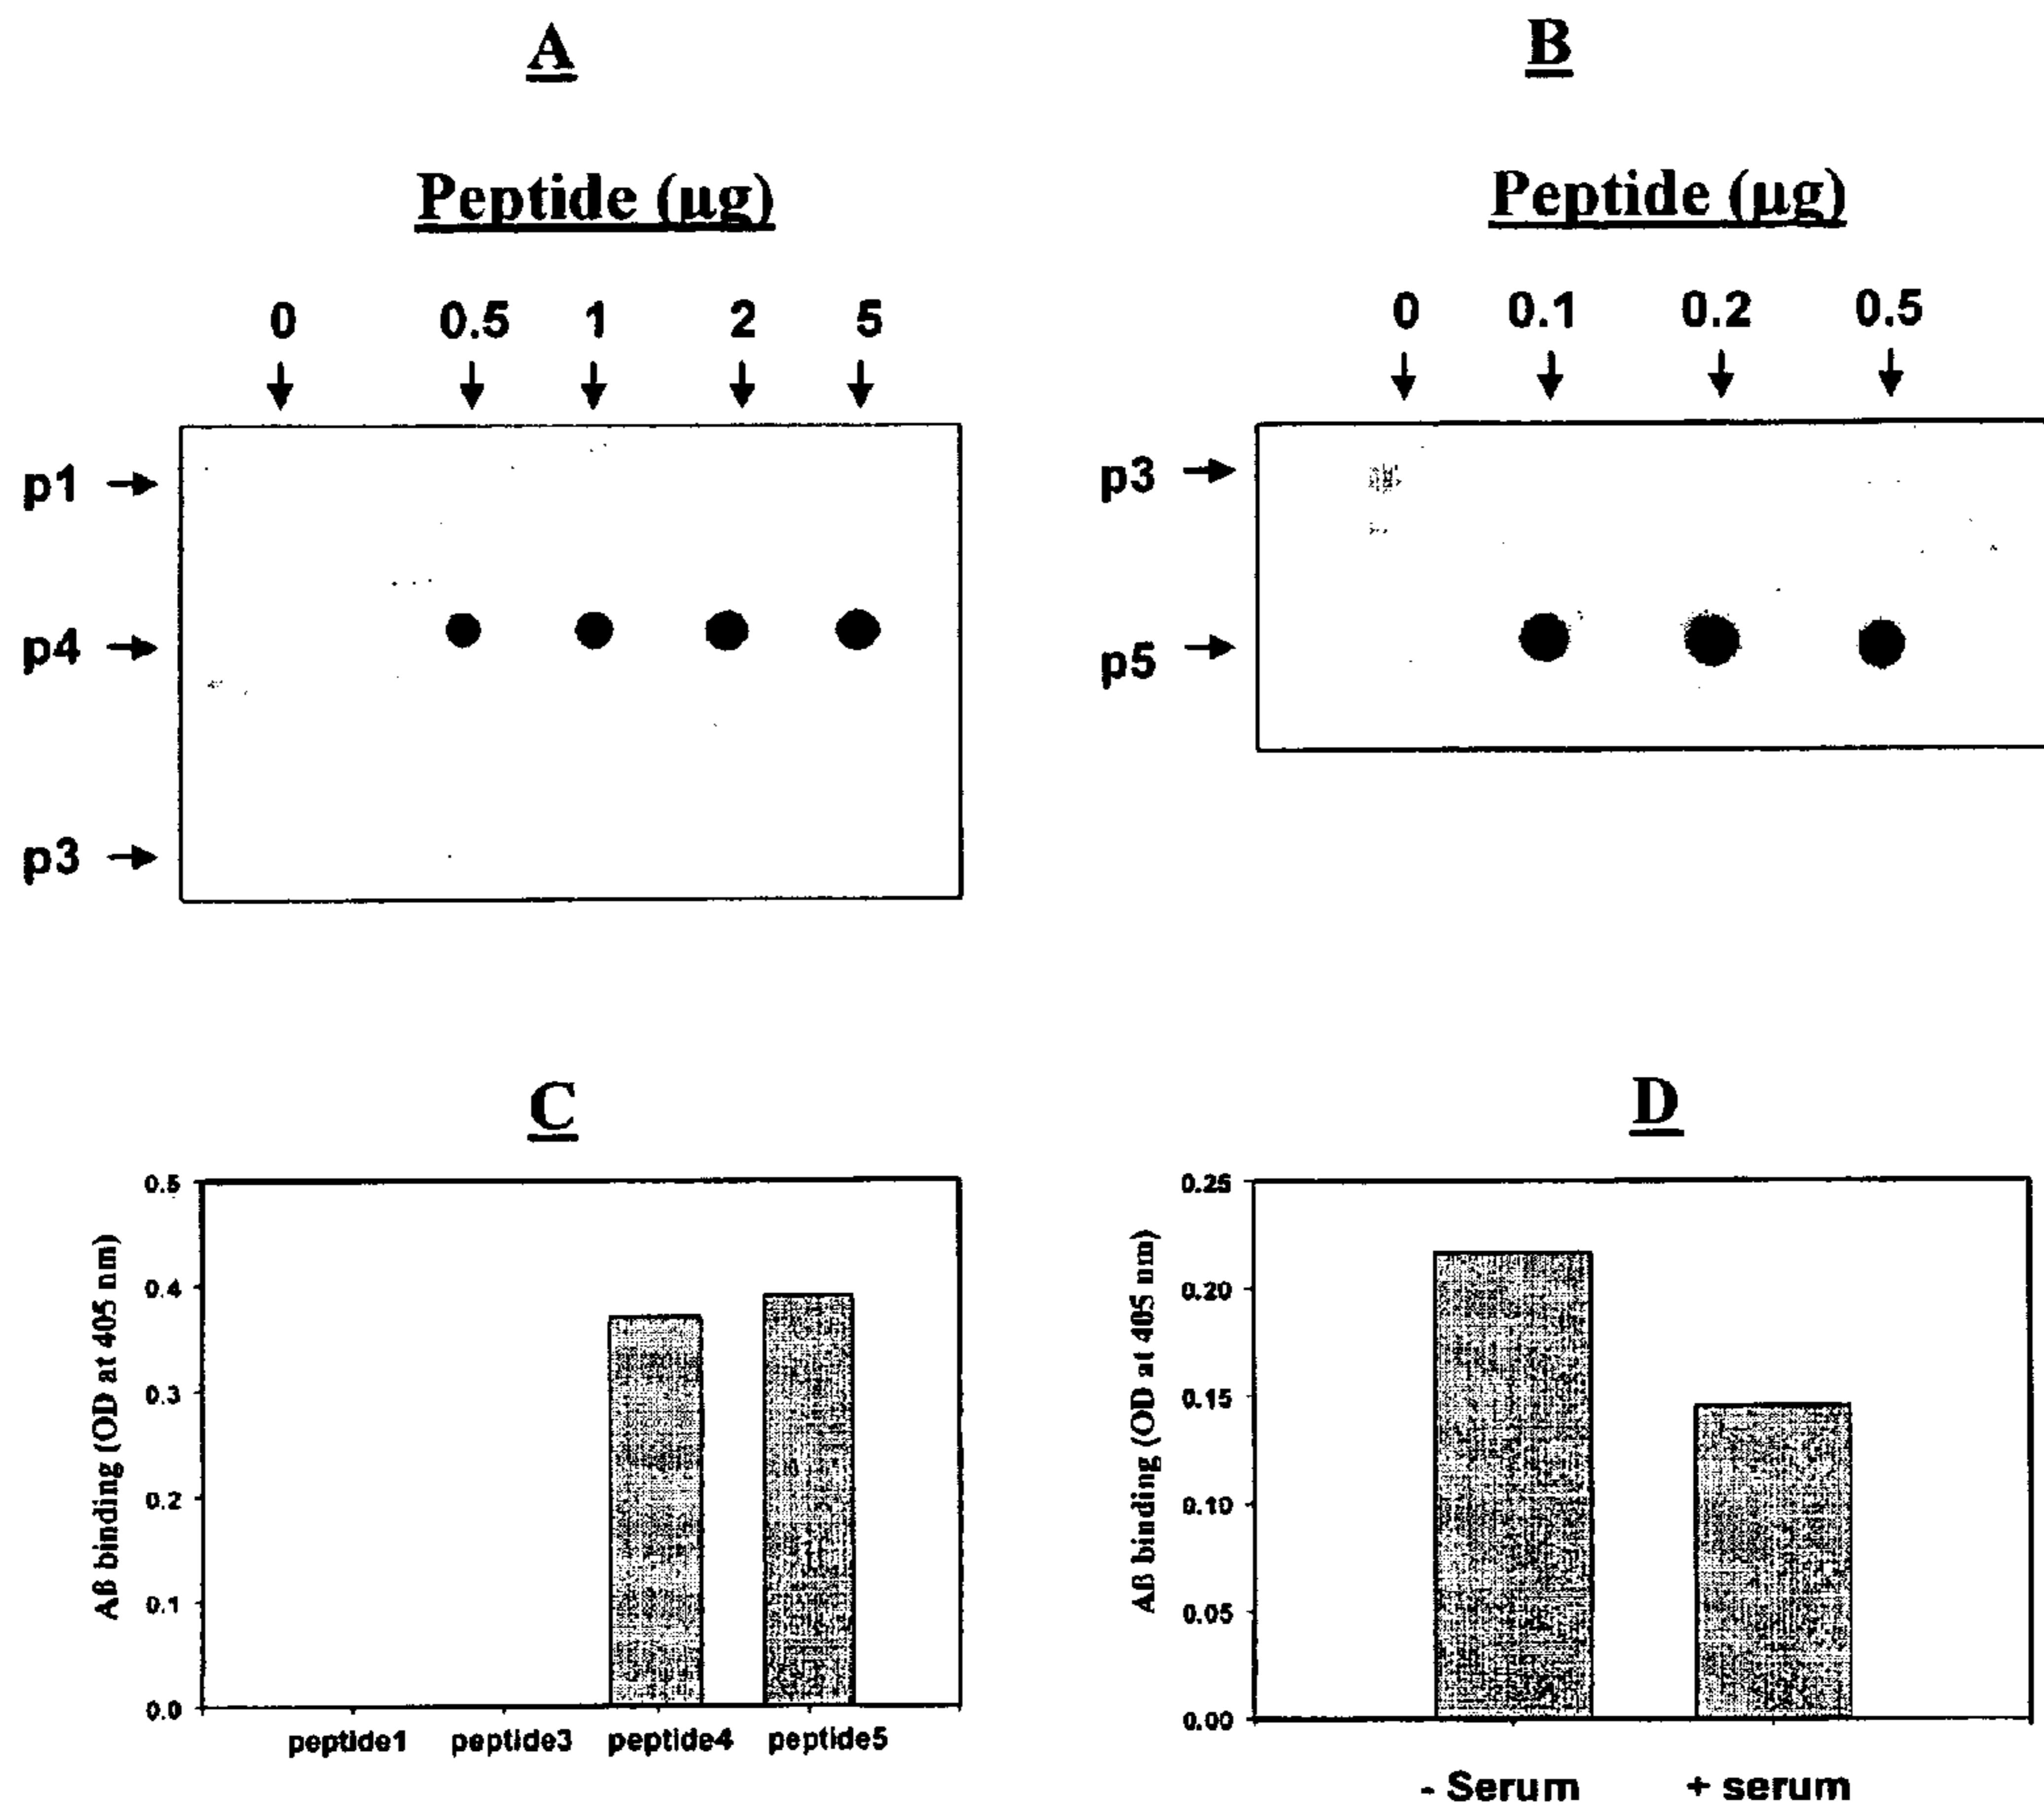 A
Peptide (µg)
0 0.5 1 2 5
p1
p4
p3
B
Peptide (µg)
0 0.1 0.2 0.5
p3
p5
C
Aß binding (OD at 405 nm)
0.5
0.4
0.3
0.2
0.1
0.0
peptide1 peptide3 peptide4 peptide5
D
Aß binding (OD at 405 nm)
0.25
0.20
0.15
0.10
0.05
0.00
- Serum + serum